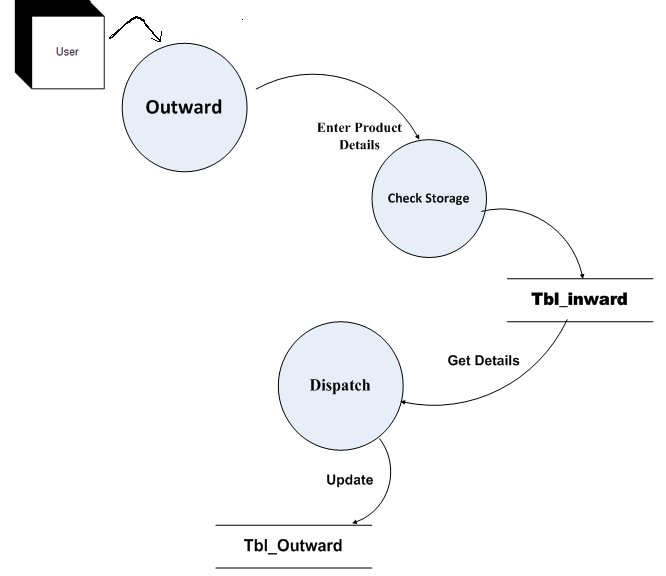 User
Outward
Enter Product
Details
Check Storage
Tbl_inward
Get Details
Dispatch
Update
Tbl_Outward